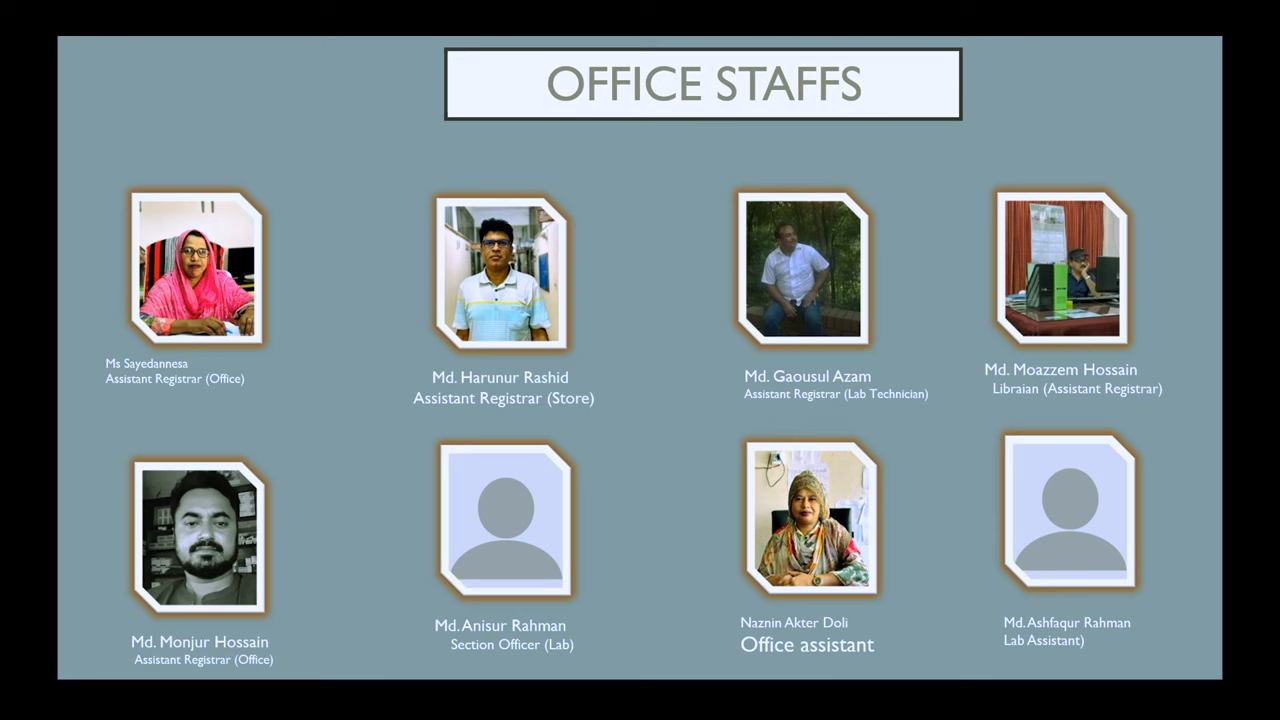 OFFICE STAFFS
Ms Sayedannesa
Assistant Registrar (Office)
Md. Harunur Rashid
Assistant Registrar (Store)
Md. Gaousul Azam
Assistant Registrar (Lab Technician)
Md. Moazzem Hossain
Libraian (Assistant Registrar)
Md. Monjur Hossain
Assistant Registrar (Office)
Md. Anisur Rahman
Section Officer (Lab)
Naznin Akter Doli
Office assistant
Md. Ashfaqur Rahman
Lab Assistant)